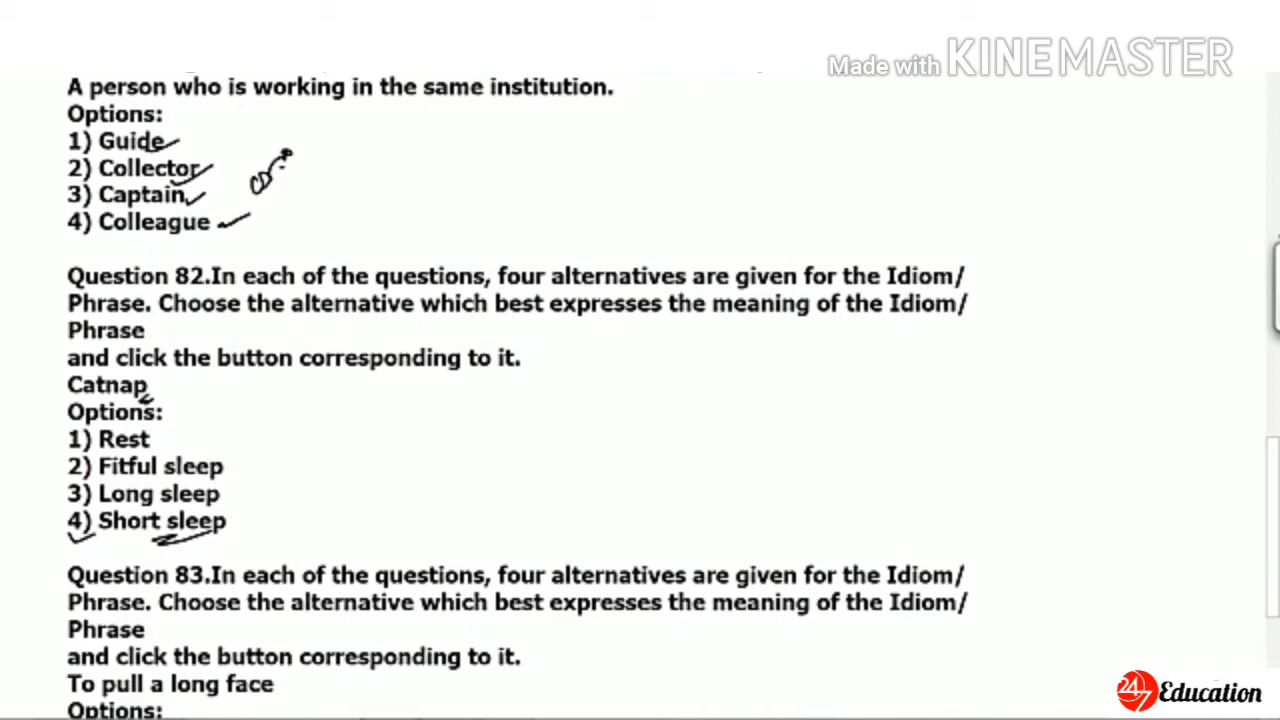 Made with KINEMASTER
A person who is working in the same institution.
Options:
1) Guide
2) Collector
3) Captain
4) Colleague
Question 82.In each of the questions, four alternatives are given for the Idiom/
Phrase. Choose the alternative which best expresses the meaning of the Idiom/
Phrase
and click the button corresponding to it.
Catnap
Options:
1) Rest
2) Fitful sleep
3) Long sleep
4) Short sleep
Question 83.In each of the questions, four alternatives are given for the Idiom/
Phrase. Choose the alternative which best expresses the meaning of the Idiom/
Phrase
and click the button corresponding to it.
To pull a long face
Options:
24/7 Education